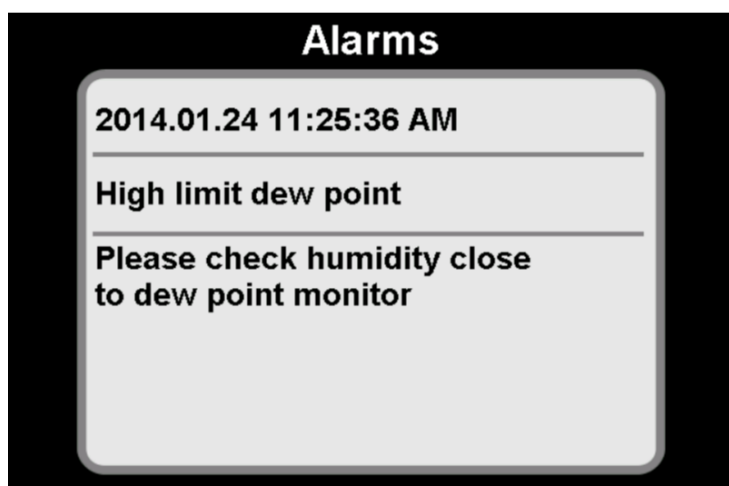 Alarms
2014.01.24 11:25:36 AM
High limit dew point
Please check humidity close
to dew point monitor